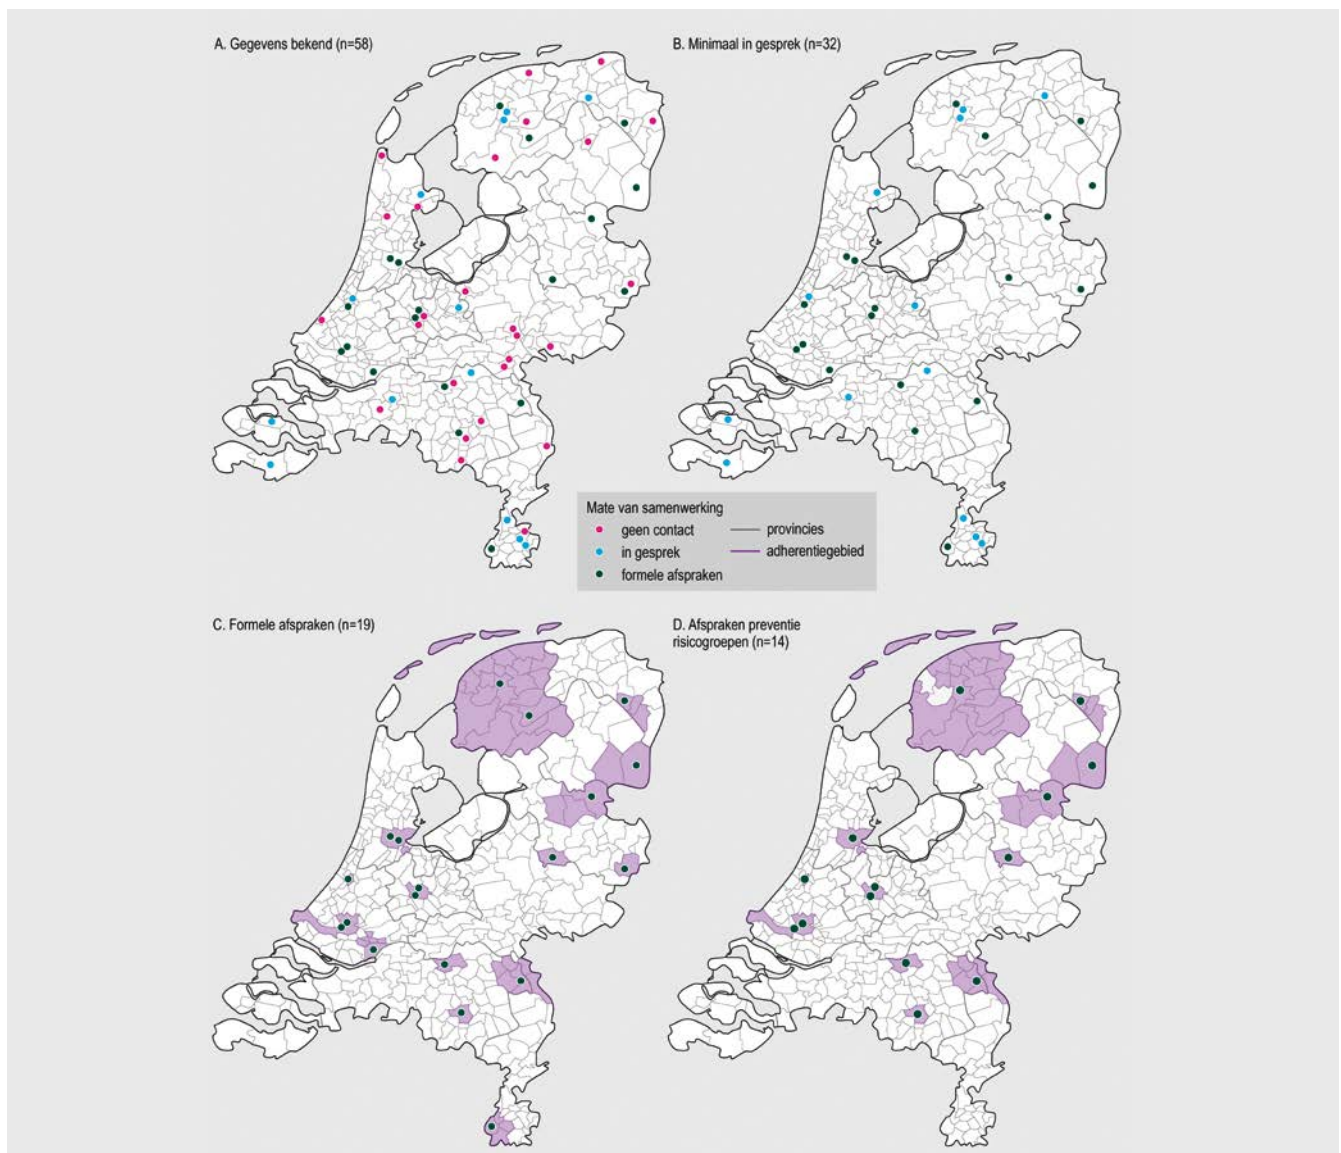 A. Gegevens bekend (n=58)
B. Minimaal in gesprek (n=32)
Mate van samenwerking
geen contact
in gesprek
formele afspraken
provincies
adherentiegebied
C. Formele afspraken (n=19)
D. Afspraken preventie
risicogroepen (n=14)